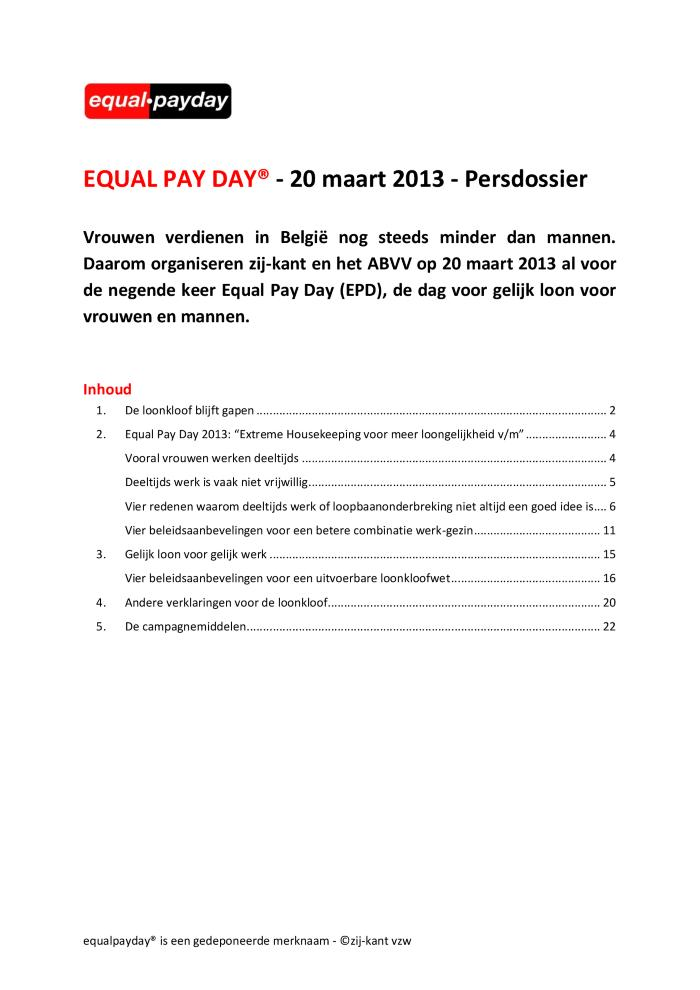 equal•payday
EQUAL PAY DAY® - 20 maart 2013 - Persdossier
Vrouwen verdienen in België nog steeds minder dan mannen.
Daarom organiseren zij-kant en het ABVV op 20 maart 2013 al voor
de negende keer Equal Pay Day (EPD), de dag voor gelijk loon voor
vrouwen en mannen.
Inhoud
1. De loonkloof blijft gapen ........ 2
2. Equal Pay Day 2013: “Extreme Housekeeping voor meer loongelijkheid v/m” ........ 4
Vooral vrouwen werken deeltijds ........ 4
Deeltijds werk is vaak niet vrijwillig........ 5
Vier redenen waarom deeltijds werk of loopbaanonderbreking niet altijd een goed idee is.... 6
Vier beleidsaanbevelingen voor een betere combinatie werk-gezin........ 11
3. Gelijk loon voor gelijk werk ........ 15
Vier beleidsaanbevelingen voor een uitvoerbare loonkloofwet........ 16
4. Andere verklaringen voor de loonkloof........ 20
5. De campagnemiddelen........ 22
equalpayday® is een gedeponeerde merknaam - ©zij-kant vzw